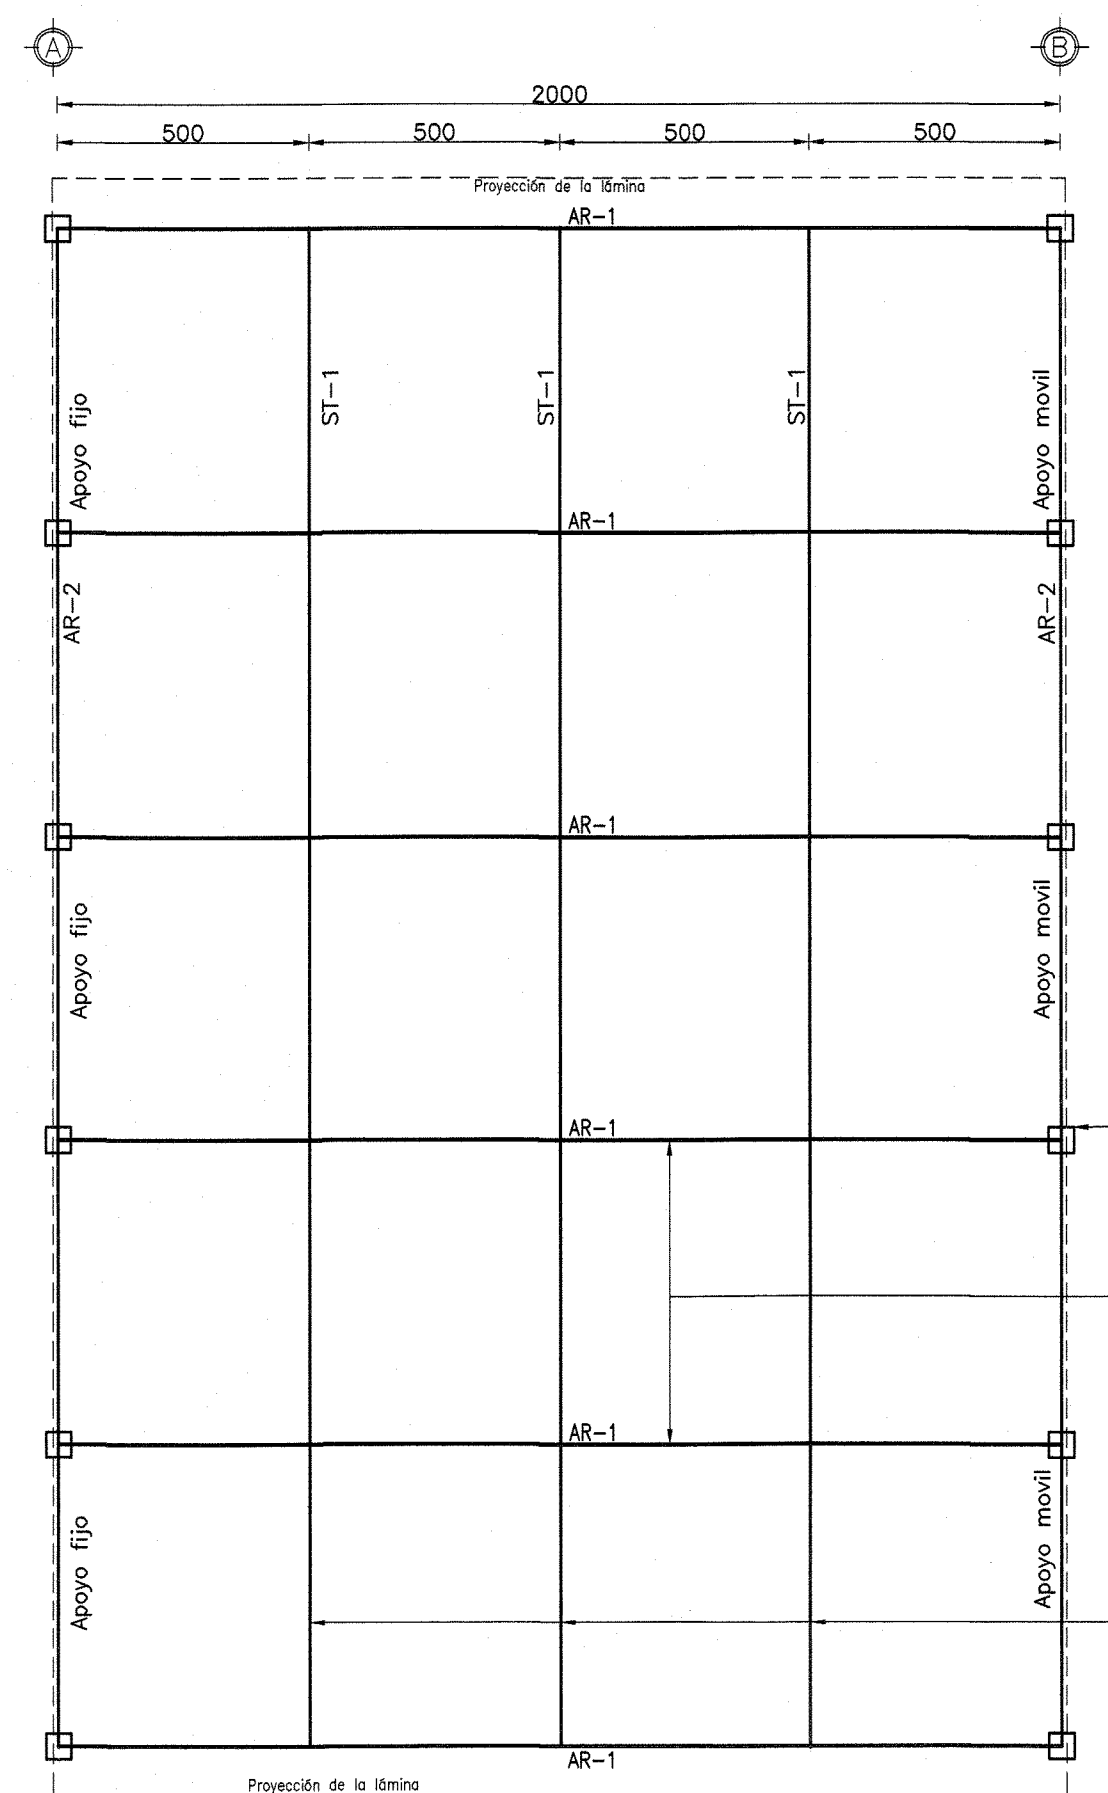 A
B
2000
500
500
500
500
Proyección de la lámina
AR-1
ST-1
ST-1
ST-1
Apoyo fijo
Apoyo movil
AR-1
AR-2
AR-2
AR-1
Apoyo fijo
Apoyo movil
AR-1
AR-1
Apoyo fijo
Apoyo movil
AR-1
Proyección de la lámina